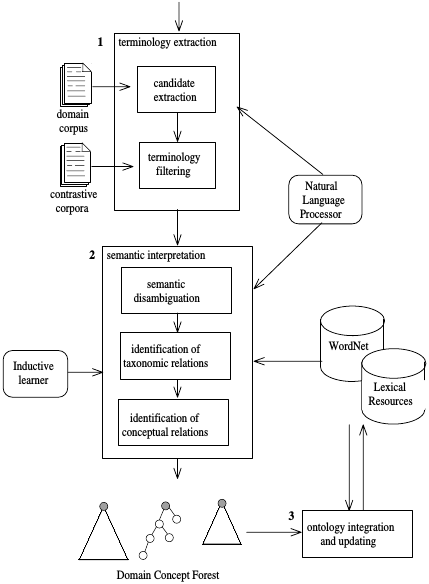 1 terminology extraction
candidate
extraction
domain
corpus
terminology
filtering
contrastive
corpora
Natural
Language
Processor
2 semantic interpretation
semantic
disambiguation
WordNet
identification of
taxonomic relations
Inductive
learner
Lexical
Resources
identification of
conceptual relations
3
ontology integration
and updating
Domain Concept Forest